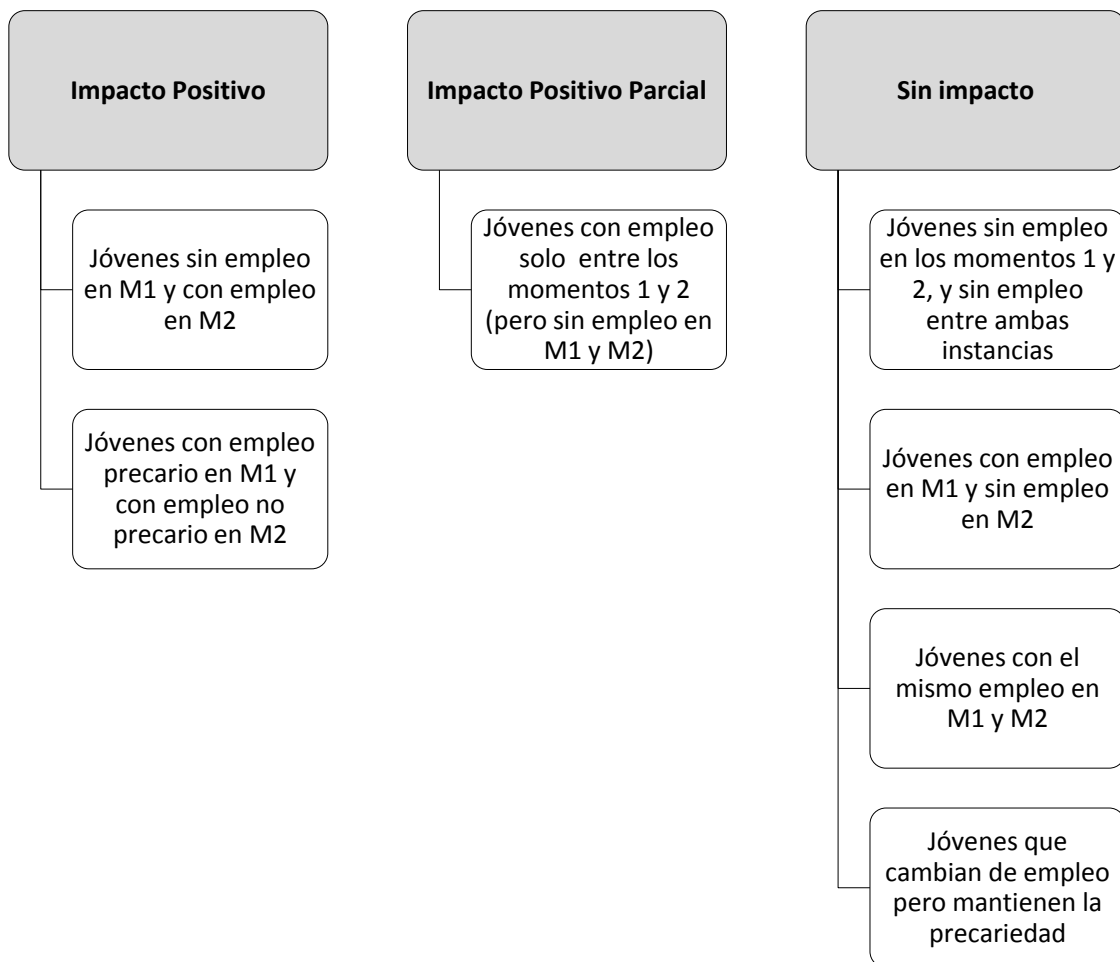 Impacto Positivo
Jóvenes sin empleo
en M1 y con empleo
en M2
Jóvenes con empleo
precario en M1 y
con empleo no
precario en M2
Impacto Positivo Parcial
Jóvenes con empleo
solo  entre los
momentos 1 y 2
(pero sin empleo en
M1 y M2)
Sin impacto
Jóvenes sin empleo
en los momentos 1 y
2, y sin empleo
entre ambas
instancias
Jóvenes con empleo
en M1 y sin empleo
en M2
Jóvenes con el
mismo empleo en
M1 y M2
Jóvenes que
cambian de empleo
pero mantienen la
precariedad